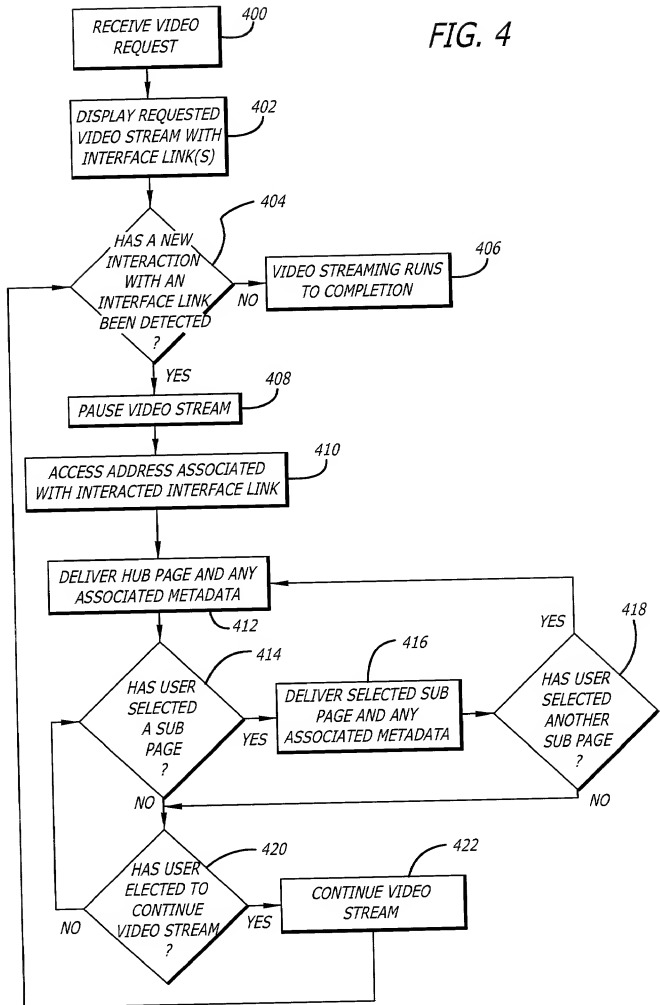 FIG. 4
RECEIVE VIDEO
REQUEST
400
DISPLAY REQUESTED
VIDEO STREAM WITH
INTERFACE LINK(S)
402
HAS A NEW
INTERACTION
WITH AN
INTERFACE LINK
BEEN DETECTED
?
404
NO
VIDEO STREAMING RUNS
TO COMPLETION
406
YES
PAUSE VIDEO STREAM
408
ACCESS ADDRESS ASSOCIATED
WITH INTERACTED INTERFACE LINK
410
DELIVER HUB PAGE AND ANY
ASSOCIATED METADATA
412
HAS USER
SELECTED
A SUB
PAGE
?
414
YES
NO
DELIVER SELECTED SUB
PAGE AND ANY
ASSOCIATED METADATA
416
HAS USER
SELECTED
ANOTHER
SUB PAGE
?
418
YES
NO
HAS USER
ELECTED TO
CONTINUE
VIDEO STREAM
?
420
NO
YES
CONTINUE VIDEO
STREAM
422